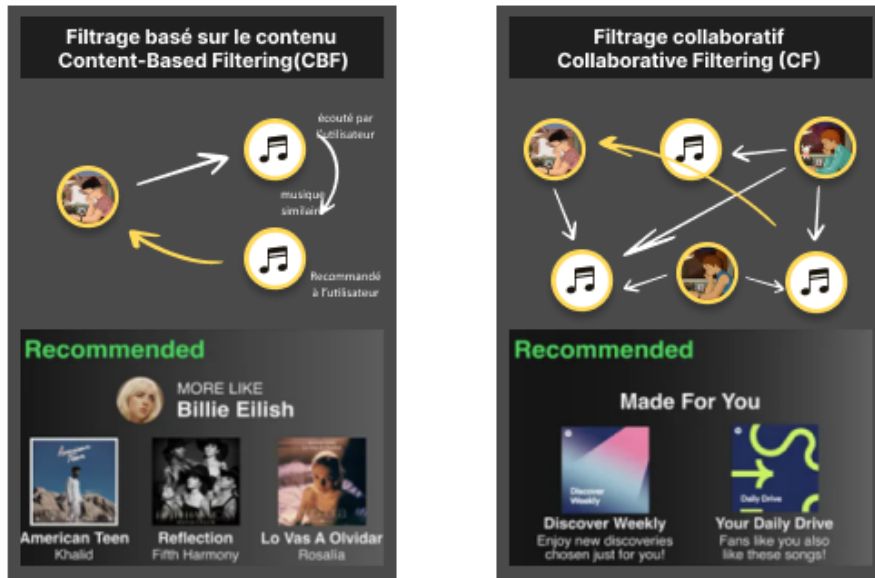 Filtrage basé sur le contenu
Content-Based Filtering(CBF)
écouté par
l'utilisateur
musique
similaire
Recommandé
à l'utilisateur
Recommended
MORE LIKE
Billie Eilish
American Teen
American Teen
Khalid
Reflection
Fifth Harmony
Lo Vas A Olvidar
Rosalia
Filtrage collaboratif
Collaborative Filtering (CF)
Recommended
Made For You
Discover
Weekly
Daily Drive
Discover Weekly
Enjoy new discoveries
chosen just for you!
Your Daily Drive
Fans like you also
like these songs!